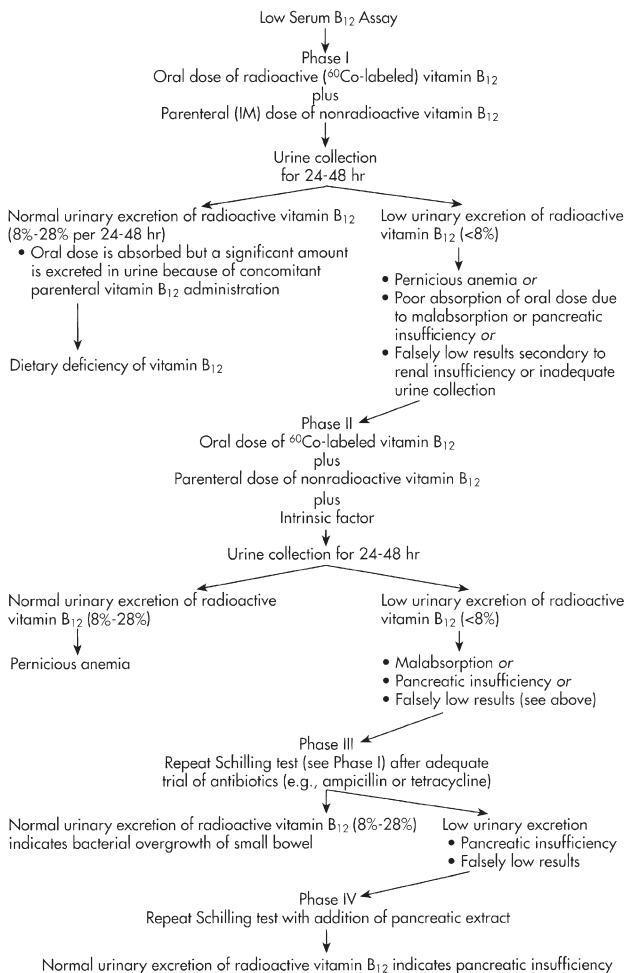 Low Serum B12 Assay
Phase I
Oral dose of radioactive (60Co-labeled) vitamin B12
plus
Parenteral (IM) dose of nonradioactive vitamin B12
Urine collection
for 24-48 hr
Normal urinary excretion of radioactive vitamin B12
(8%-28% per 24-48 hr)
• Oral dose is absorbed but a significant amount
is excreted in urine because of concomitant
parenteral vitamin B12 administration
Dietary deficiency of vitamin B12
Low urinary excretion of radioactive
vitamin B12 (<8%)
• Pernicious anemia or
• Poor absorption of oral dose due
to malabsorption or pancreatic
insufficiency or
• Falsely low results secondary to
renal insufficiency or inadequate
urine collection
Phase II
Oral dose of 60Co-labeled vitamin B12
plus
Parenteral dose of nonradioactive vitamin B12
plus
Intrinsic factor
Urine collection for 24-48 hr
Normal urinary excretion of radioactive
vitamin B12 (8%-28%)
Pernicious anemia
Low urinary excretion of radioactive
vitamin B12 (<8%)
• Malabsorption or
• Pancreatic insufficiency or
• Falsely low results (see above)
Phase III
Repeat Schilling test (see Phase I) after adequate
trial of antibiotics (e.g., ampicillin or tetracycline)
Normal urinary excretion of radioactive vitamin B12 (8%-28%)
indicates bacterial overgrowth of small bowel
Low urinary excretion
• Pancreatic insufficiency
• Falsely low results
Phase IV
Repeat Schilling test with addition of pancreatic extract
Normal urinary excretion of radioactive vitamin B12 indicates pancreatic insufficiency